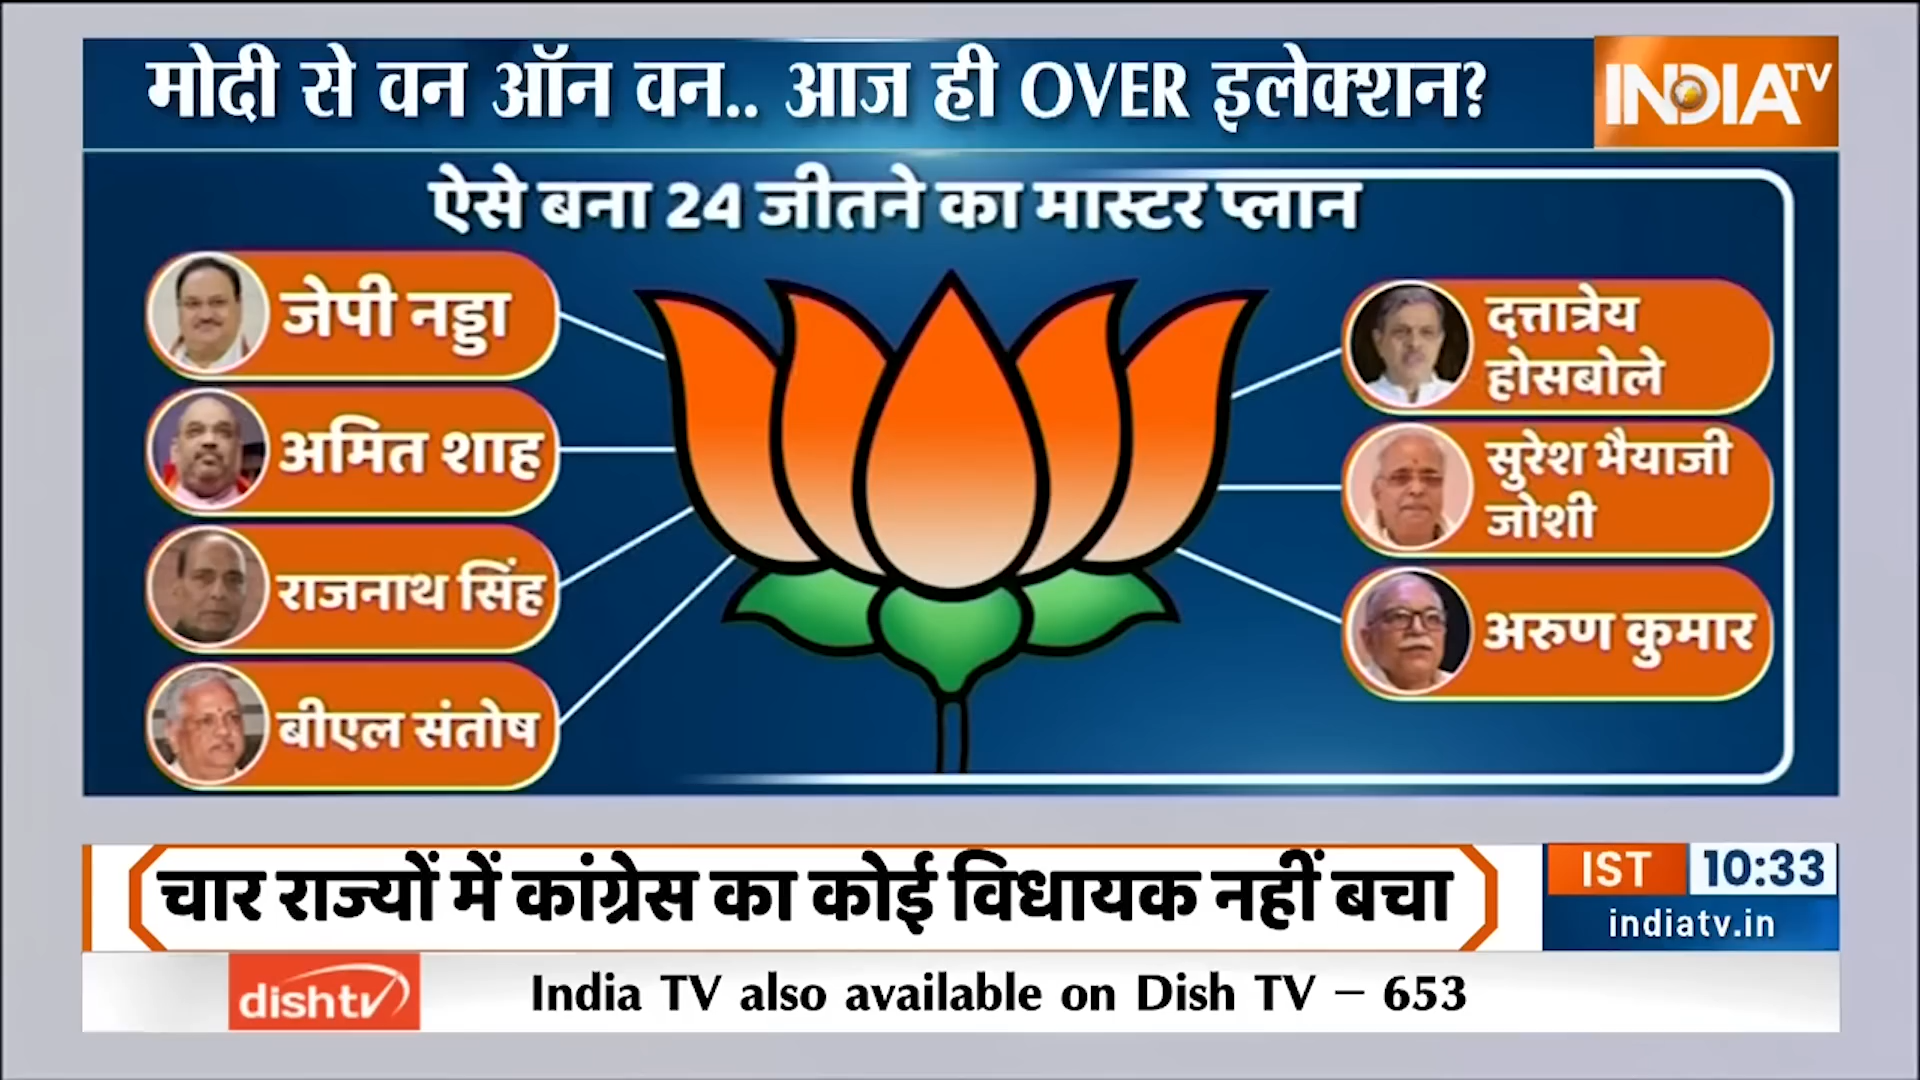 मोदी से वन ऑन वन.. आज ही OVER इलेक्शन?
INDIA TV
ऐसे बना 24 जीतने का मास्टर प्लान
जेपी नड्डा
अमित शाह
राजनाथ सिंह
बीएल संतोष
दत्तात्रेय
होसबोले
सुरेश भैयाजी
जोशी
अरुण कुमार
चार राज्यों में कांग्रेस का कोई विधायक नहीं बचा
IST 10:33
indiatv.in
dishtv
India TV also available on Dish TV – 653